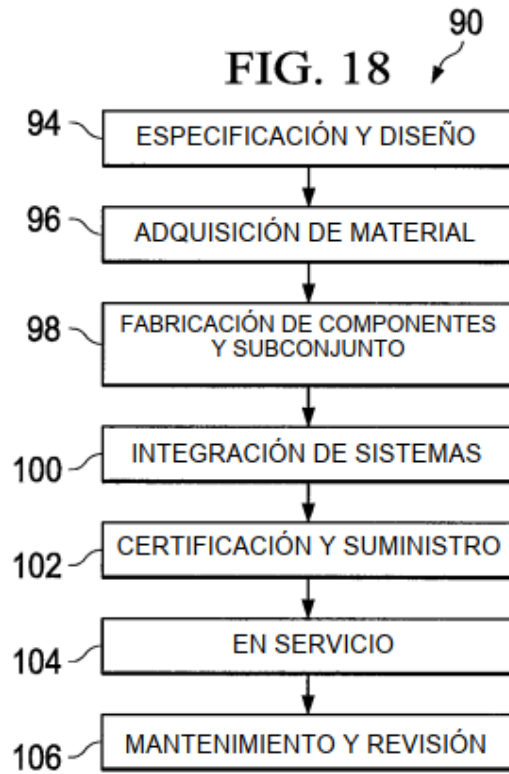 90
FIG. 18
94
ESPECIFICACIÓN Y DISEÑO
96
ADQUISICIÓN DE MATERIAL
98
FABRICACIÓN DE COMPONENTES
Y SUBCONJUNTO
100
INTEGRACIÓN DE SISTEMAS
102
CERTIFICACIÓN Y SUMINISTRO
104
EN SERVICIO
106
MANTENIMIENTO Y REVISIÓN